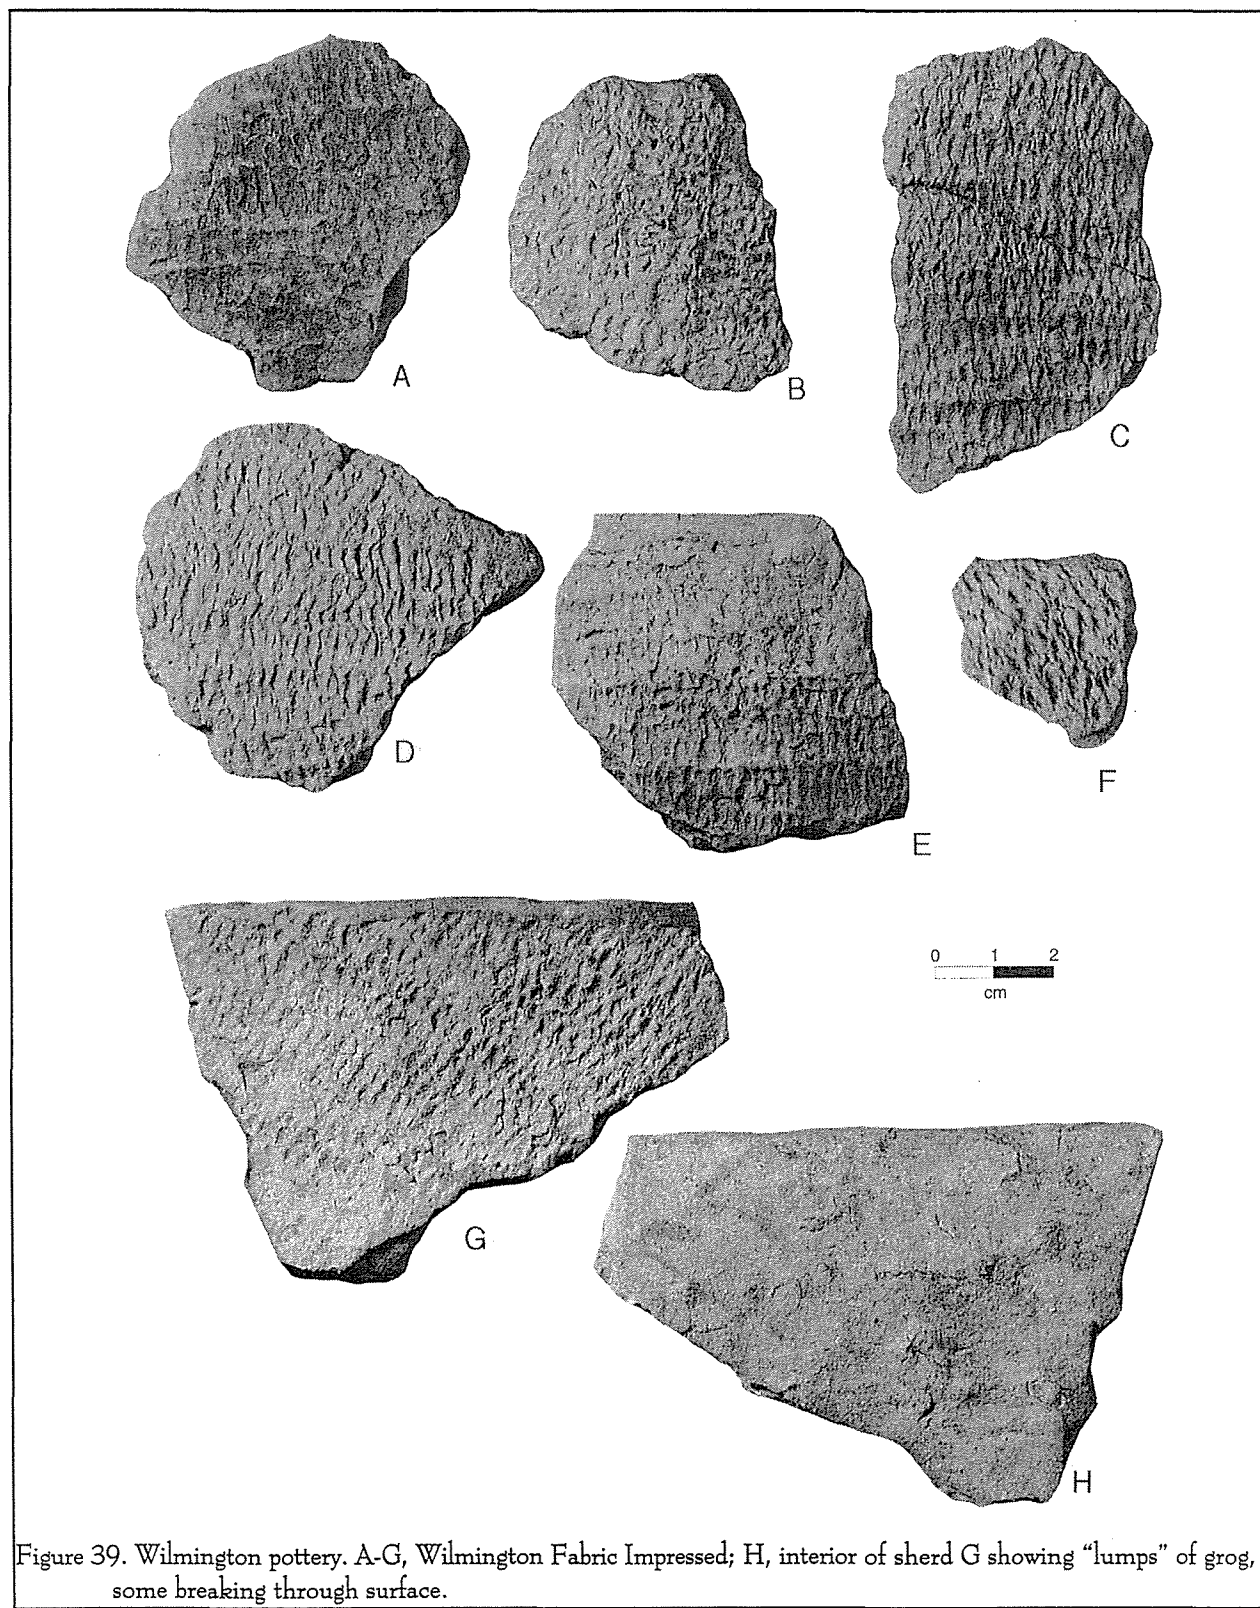 A
B
C
D
E
F
0 1 2
cm
G
H
Figure 39. Wilmington pottery. A-G, Wilmington Fabric Impressed; H, interior of sherd G showing “lumps” of grog,
some breaking through surface.